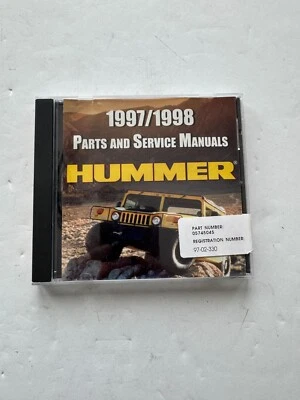 1997/1998
PARTS AND SERVICE MANUALS
HUMMER®
PART NUMBER:
05745045
REGISTRATION NUMBER:
97-02-330